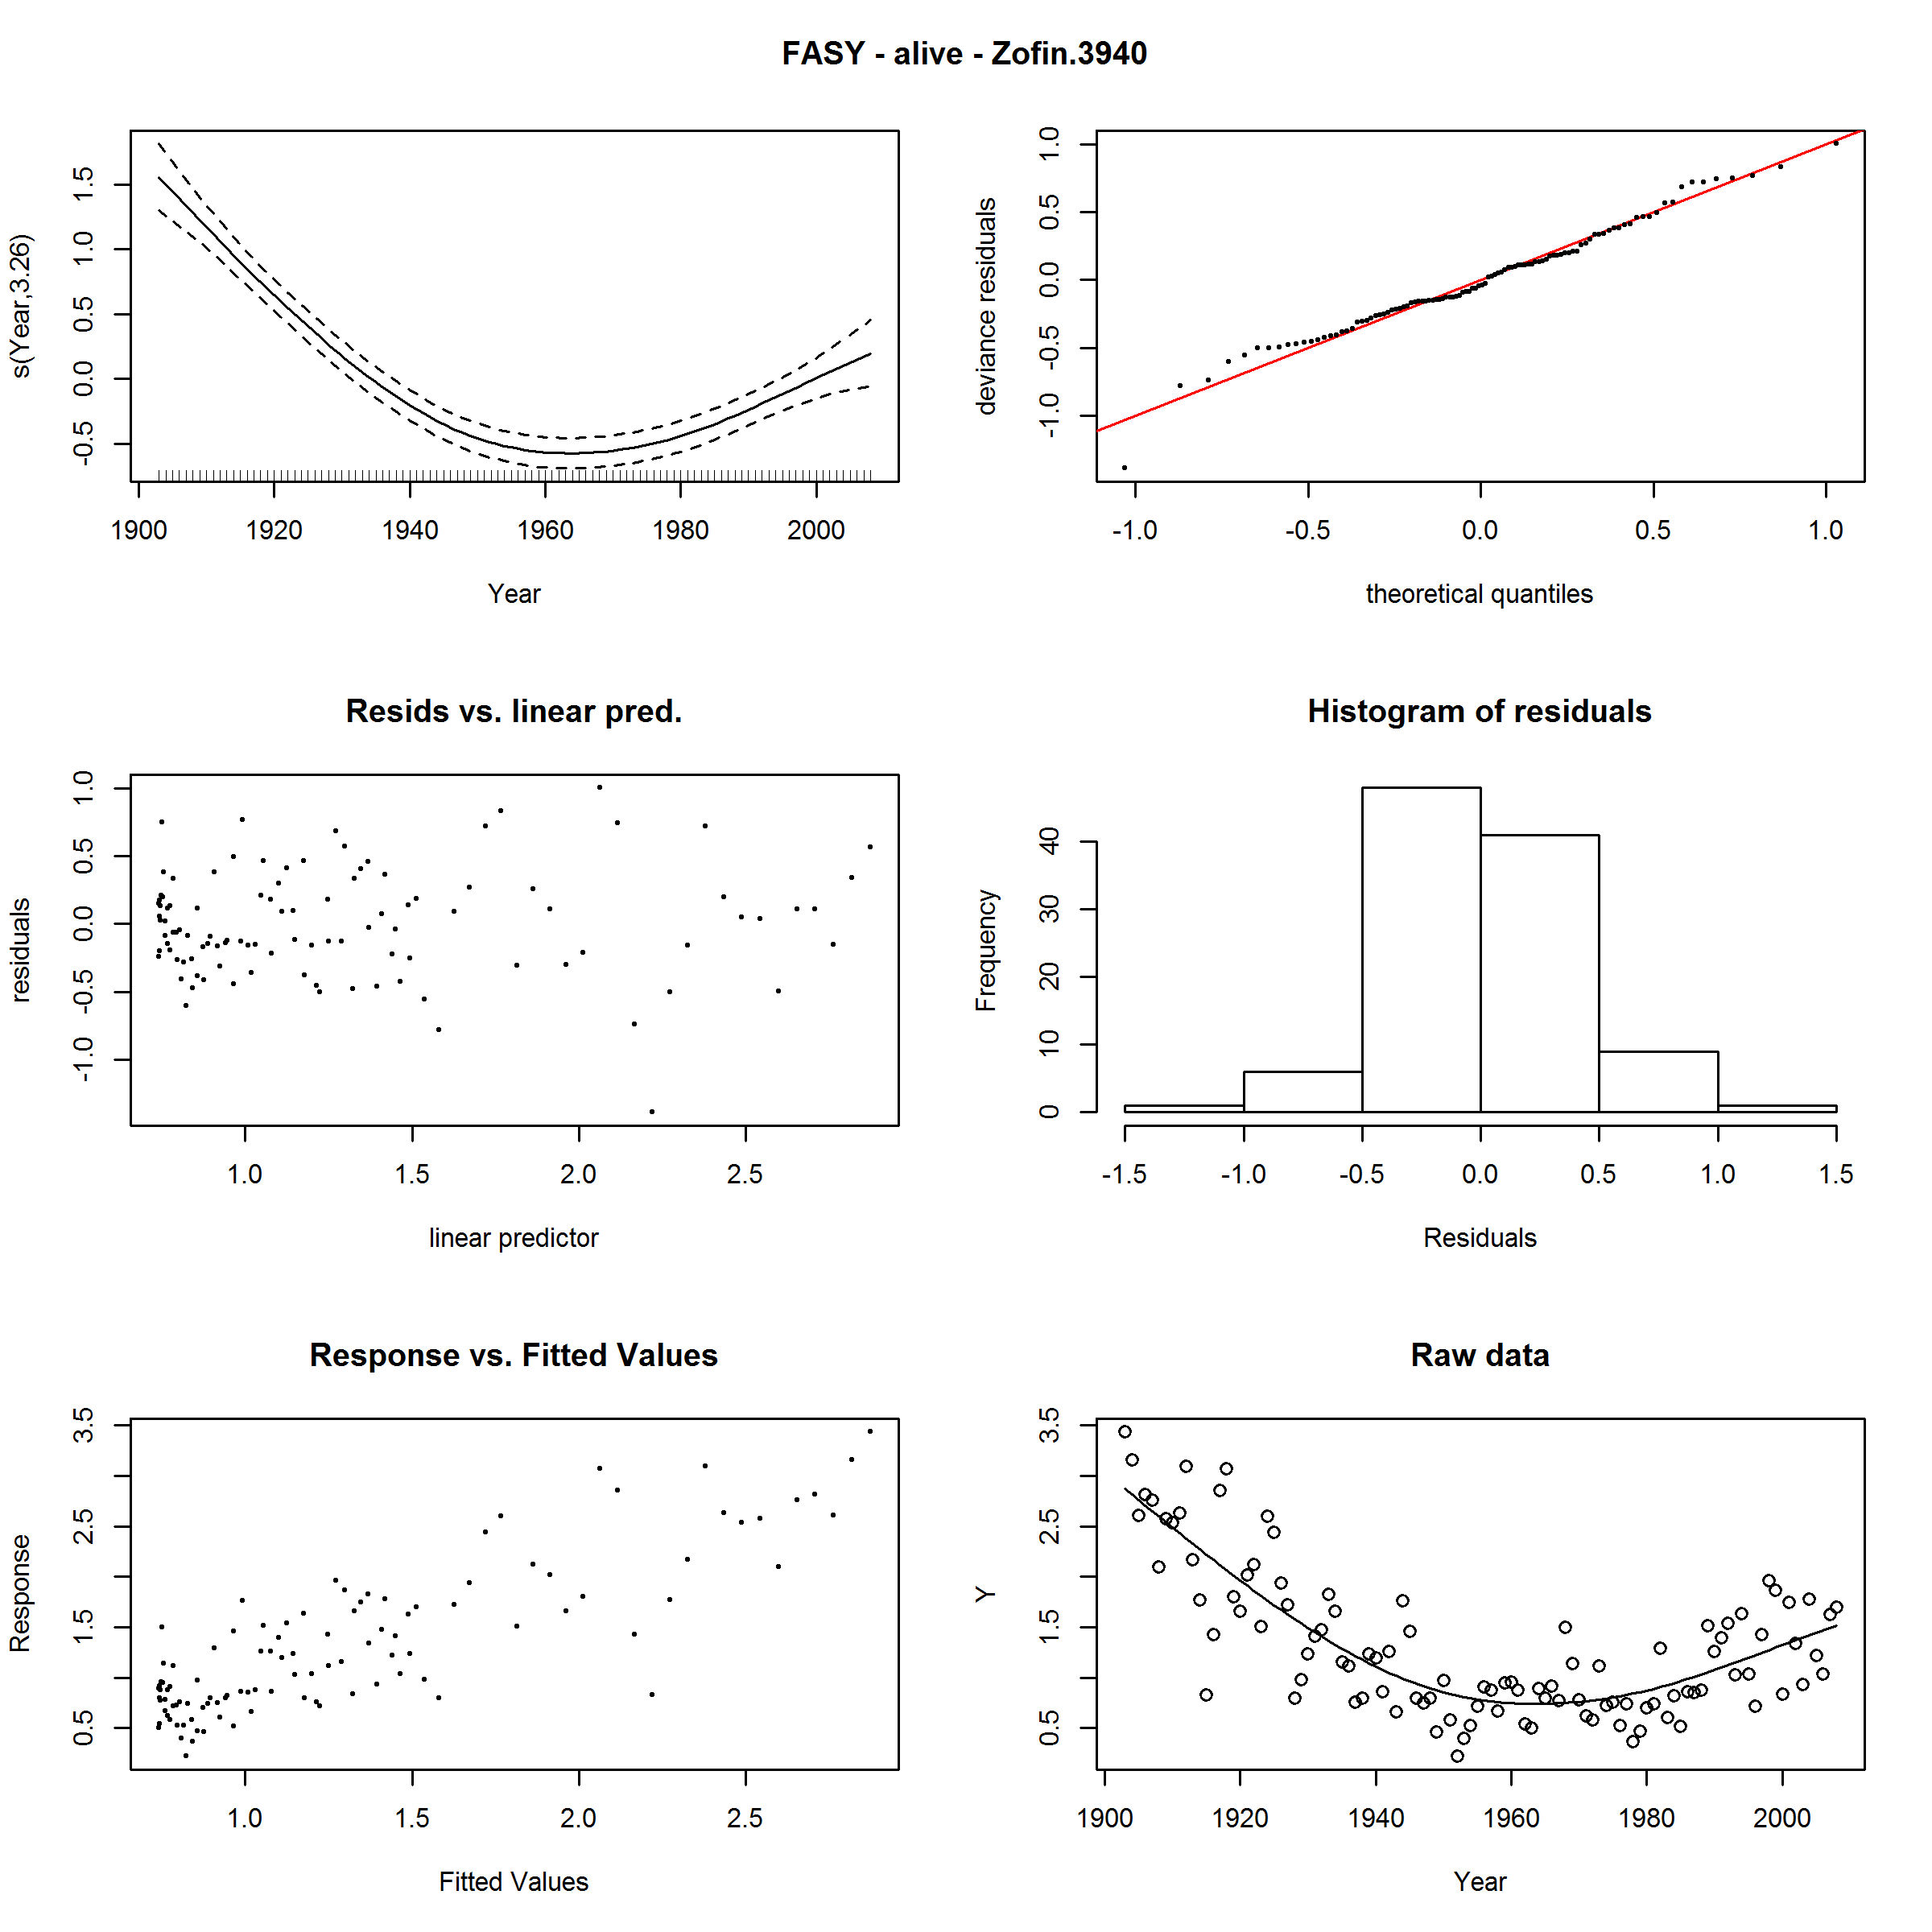 FASY - alive - Zofin.3940
s(Year,3.26)
-0.5 0.0 0.5 1.0 1.5
1900 1920 1940 1960 1980 2000
Year
deviance residuals
-1.0 -0.5 0.0 0.5 1.0
-1.0 -0.5 0.0 0.5 1.0
theoretical quantiles
Resids vs. linear pred.
residuals
-1.0 -0.5 0.0 0.5 1.0
1.0 1.5 2.0 2.5
linear predictor
Histogram of residuals
Frequency
0 10 20 30 40
-1.5 -1.0 -0.5 0.0 0.5 1.0 1.5
Residuals
Response vs. Fitted Values
Response
0.5 1.5 2.5 3.5
1.0 1.5 2.0 2.5
Fitted Values
Raw data
Y
0.5 1.5 2.5 3.5
1900 1920 1940 1960 1980 2000
Year